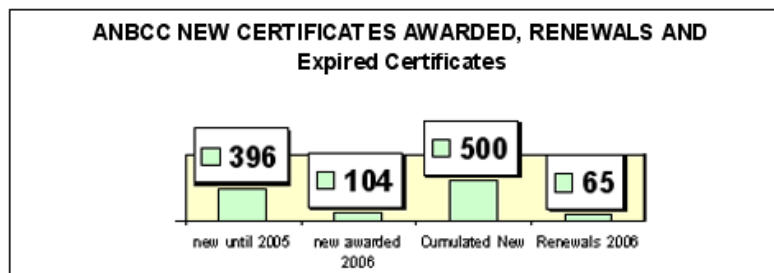 ANBCC NEW CERTIFICATES AWARDED, RENEWALS AND
Expired Certificates
396
104
500
65
new until 2005
new awarded
2006
Cumulated New
Renewals 2006